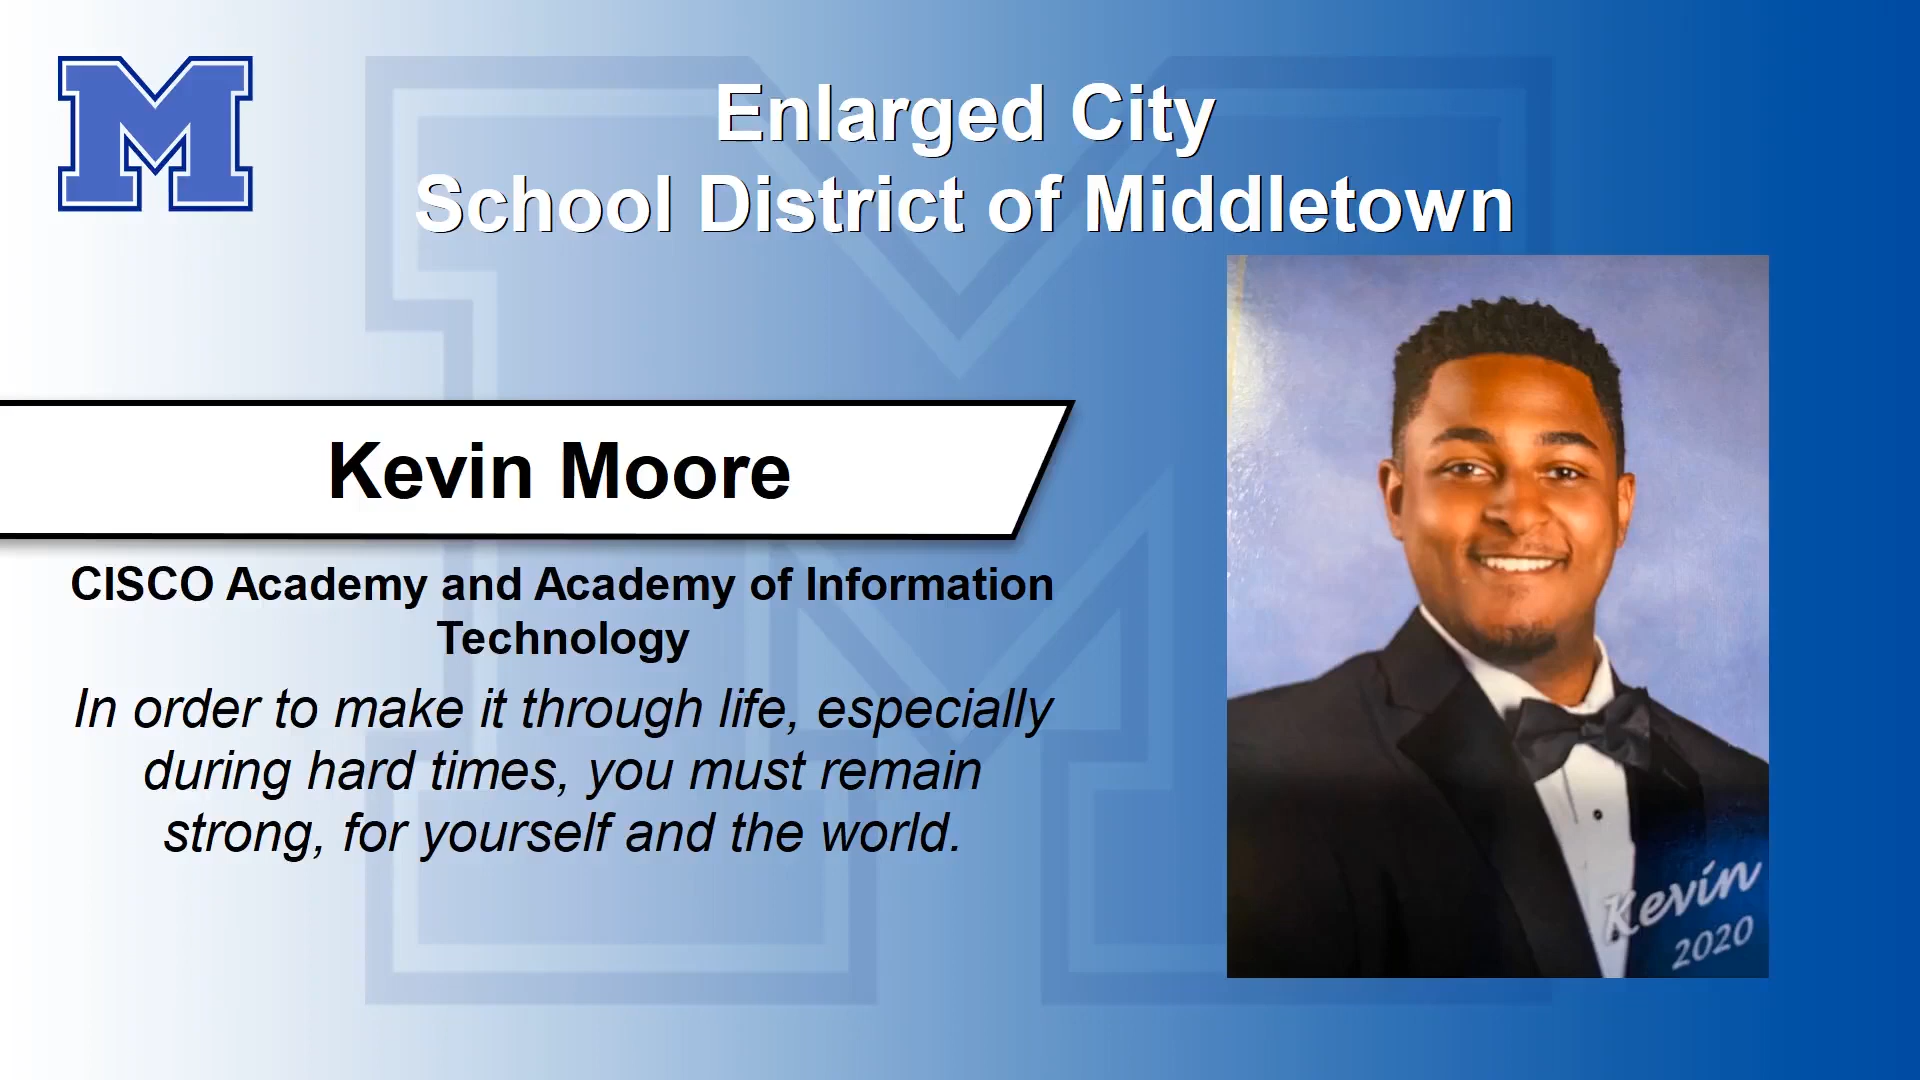 M
Enlarged City
School District of Middletown
Kevin Moore
CISCO Academy and Academy of Information
Technology
In order to make it through life, especially
during hard times, you must remain
strong, for yourself and the world.
Kevin
2020